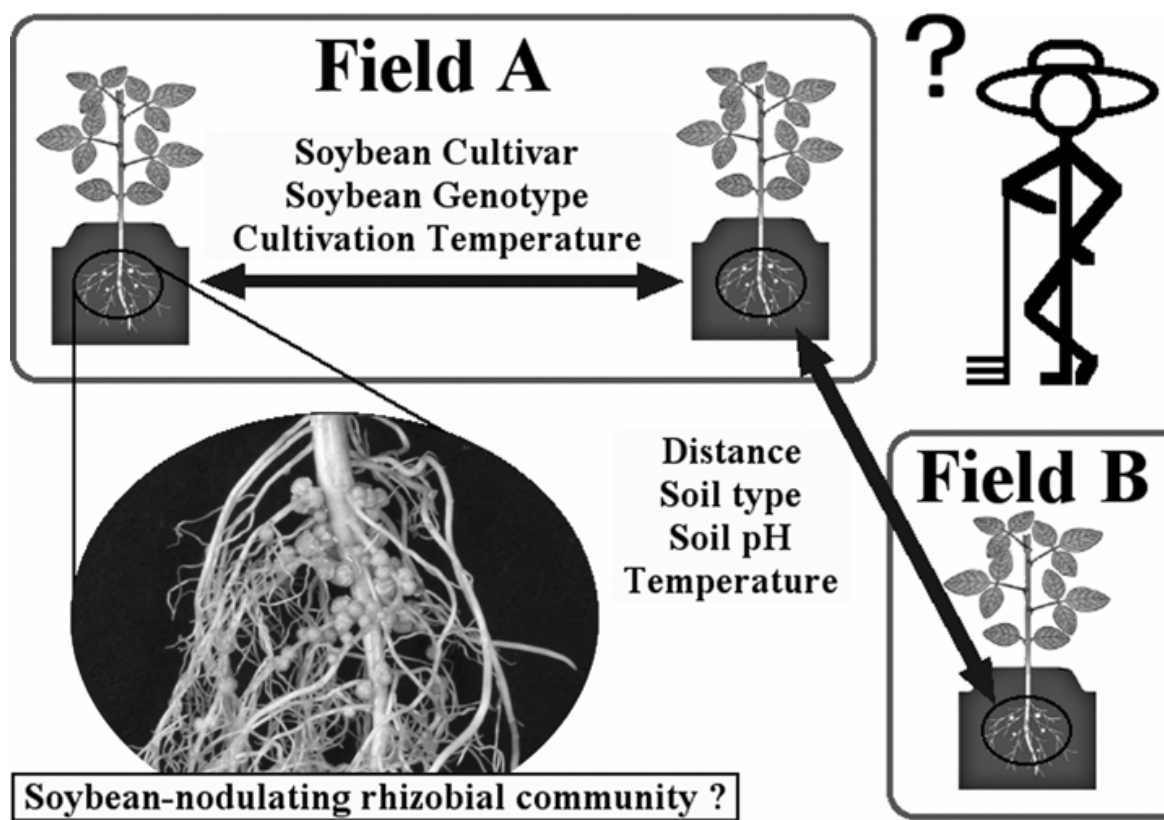 Field A
?
Soybean Cultivar
Soybean Genotype
Cultivation Temperature
Distance
Soil type
Soil pH
Temperature
Field B
Soybean-nodulating rhizobial community ?